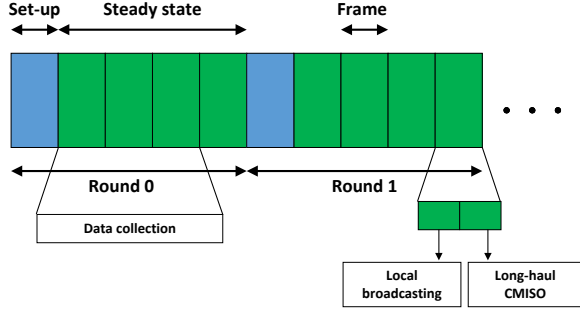 Set-up
Steady state
Frame
Round 0
Round 1
Data collection
Local
broadcasting
Long-haul
CMISO